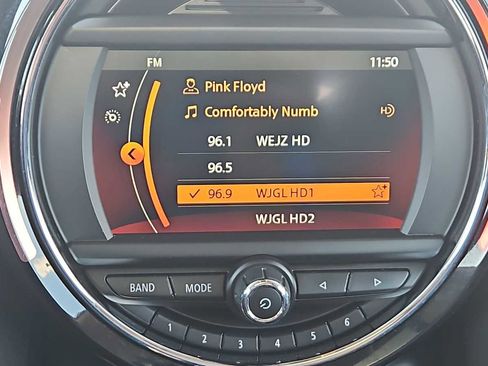 FM 11:50
Pink Floyd
Comfortably Numb HD
96.1 WEJZ HD
96.5
96.9 WJGL HD1
WJGL HD2
BAND MODE
1 2 3 4 5 6